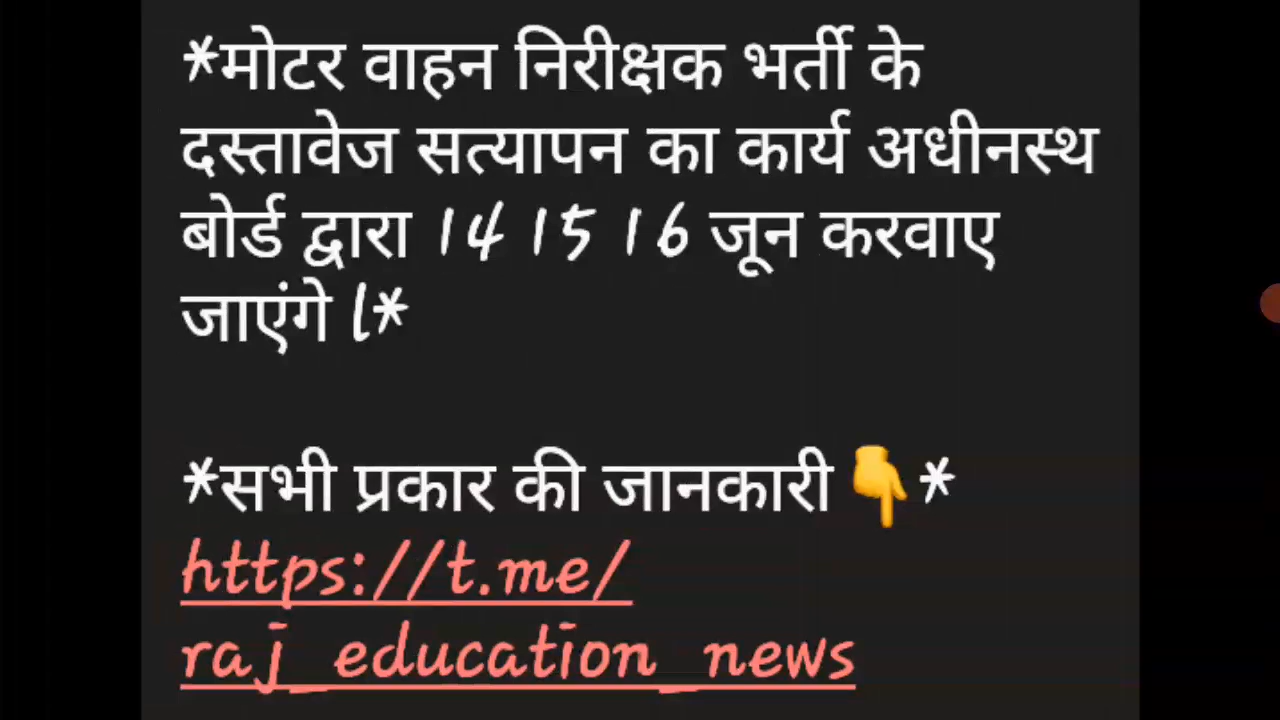 *मोटर वाहन निरीक्षक भर्ती के
दस्तावेज सत्यापन का कार्य अधीनस्थ
बोर्ड द्वारा 14 15 16 जून करवाए
जाएंगे l*
*सभी प्रकार की जानकारी 👇*
https://t.me/
raj_education_news